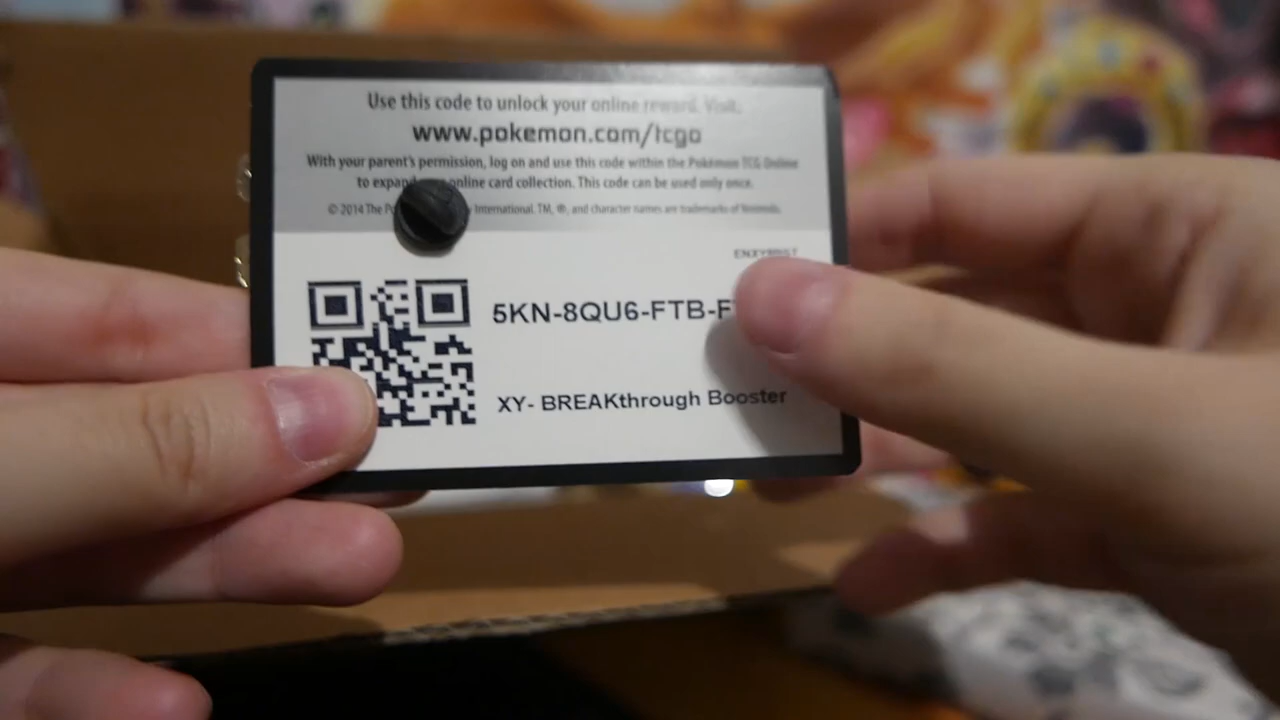 Use this code to unlock your online reward. Visit:
www.pokemon.com/tcgo
With your parent's permission, log on and use this code within the Pokémon TCG Online
to expand online card collection. This code can be used only once.
© 2014 The International. TM, ®, and character names are trademarks of Nintendo.
5KN-8QU6-FTB-F
XY- BREAKthrough Booster